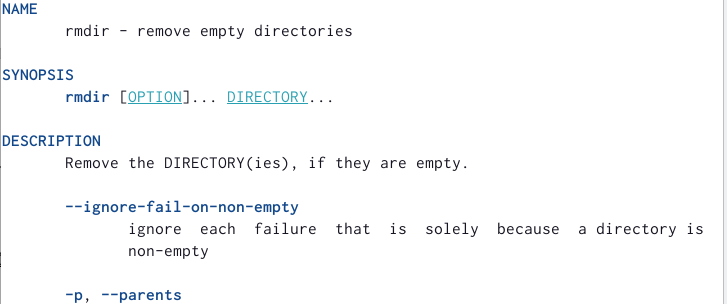 NAME
rmdir - remove empty directories
SYNOPSIS
rmdir [OPTION]... DIRECTORY...
DESCRIPTION
Remove the DIRECTORY(ies), if they are empty.
--ignore-fail-on-non-empty
ignore each failure that is solely because a directory is
non-empty
-p, --parents